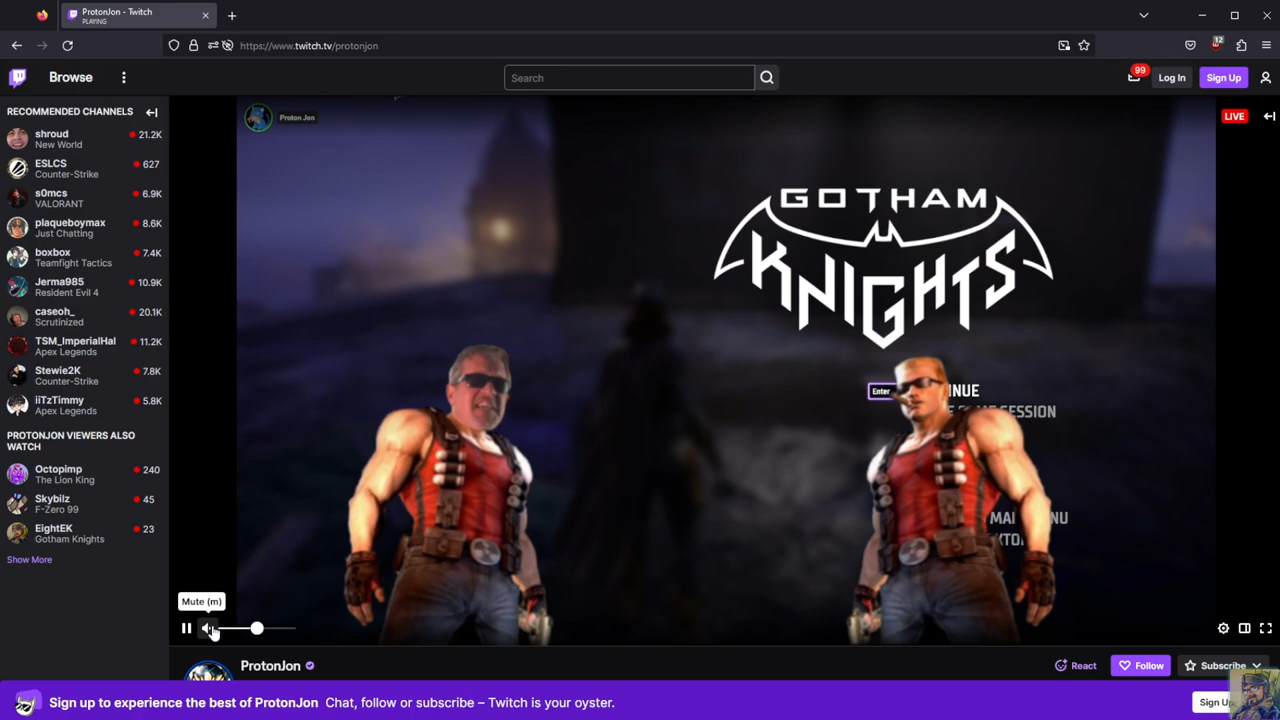 ProtonJon - Twitch
PLAYING
https://www.twitch.tv/protonjon
12
Browse
Search
99
Log In
Sign Up
RECOMMENDED CHANNELS
shroud 21.2K
New World
ESLCS 627
Counter-Strike
s0mcs 6.9K
VALORANT
plaqueboymax 8.6K
Just Chatting
boxbox 7.4K
Teamfight Tactics
Jerma985 10.9K
Resident Evil 4
caseoh_ 20.1K
Scrutinized
TSM_ImperialHal 11.2K
Apex Legends
Stewie2K 7.8K
Counter-Strike
iiTzTimmy 5.8K
Apex Legends
PROTONJON VIEWERS ALSO
WATCH
Octopimp 240
The Lion King
Skybilz 45
F-Zero 99
EightEK 23
Gotham Knights
Show More
Proton Jon
LIVE
GOTHAM
KNIGHTS
Enter INUE
SESSION
MAI NU
KTO
Mute (m)
ProtonJon
React
Follow
Subscribe
Sign up to experience the best of ProtonJon Chat, follow or subscribe – Twitch is your oyster.
Sign Up